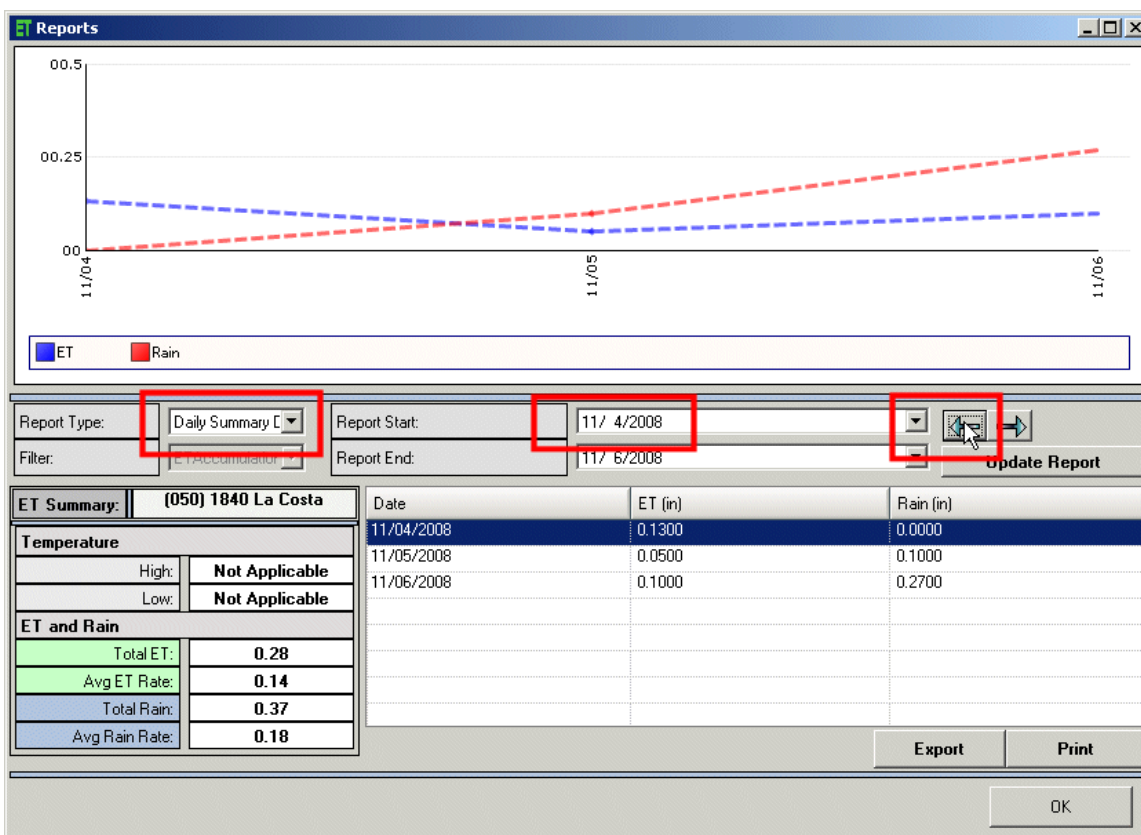 ET Reports
00.5
00.25
00
11/04
11/05
11/06
ET Rain
Report Type: Daily Summary D Report Start: 11/ 4/2008
Filter: ETAccumulation Report End: 11/ 6/2008
Update Report
ET Summary: (050) 1840 La Costa
Temperature
High: Not Applicable
Low: Not Applicable
ET and Rain
Total ET: 0.28
Avg ET Rate: 0.14
Total Rain: 0.37
Avg Rain Rate: 0.18
Date ET (in) Rain (in)
11/04/2008 0.1300 0.0000
11/05/2008 0.0500 0.1000
11/06/2008 0.1000 0.2700
Export Print
OK